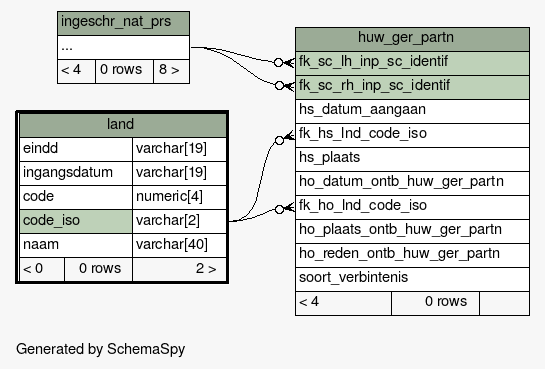 ingeschr_nat_prs
...
< 4 0 rows 8 >
huw_ger_partn
fk_sc_lh_inp_sc_identif
fk_sc_rh_inp_sc_identif
hs_datum_aangaan
fk_hs_lnd_code_iso
hs_plaats
ho_datum_ontb_huw_ger_partn
fk_ho_lnd_code_iso
ho_plaats_ontb_huw_ger_partn
ho_reden_ontb_huw_ger_partn
soort_verbintenis
< 4 0 rows
land
eindd varchar[19]
ingangsdatum varchar[19]
code numeric[4]
code_iso varchar[2]
naam varchar[40]
< 0 0 rows 2 >
Generated by SchemaSpy